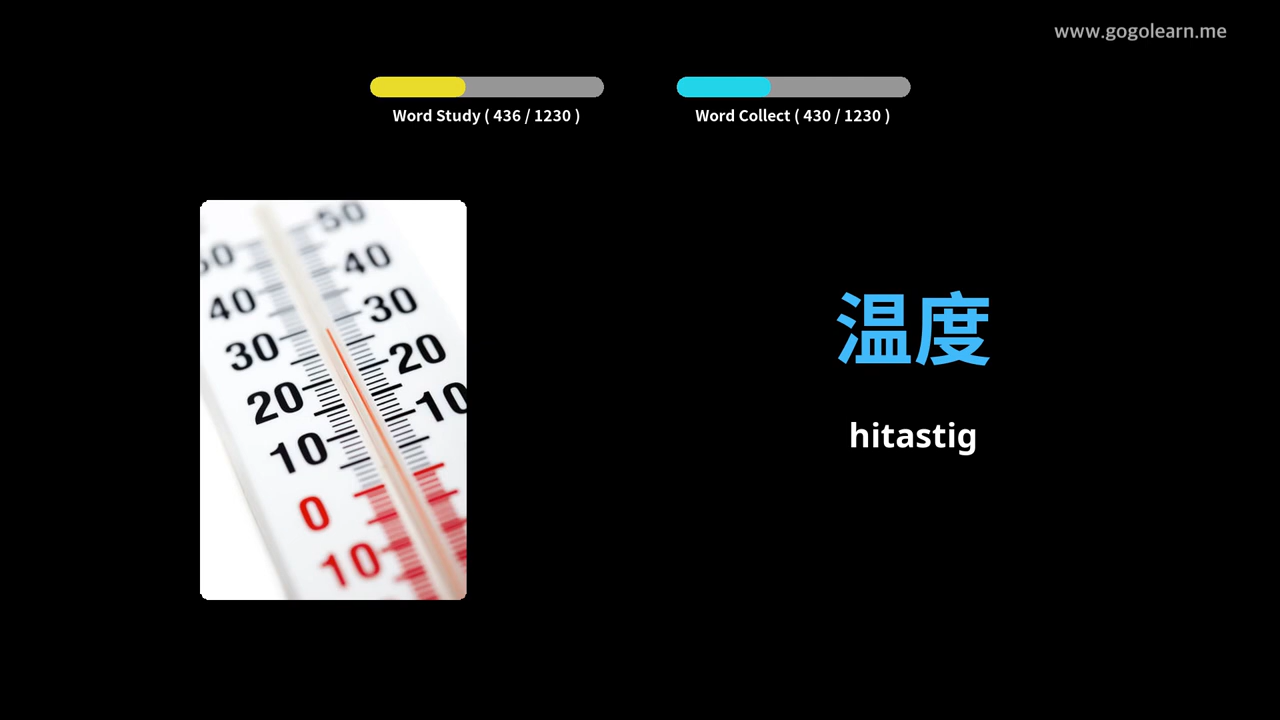 www.gogolearn.me
Word Study ( 436 / 1230 )
Word Collect ( 430 / 1230 )
温度
hitastig
50
40
30
20
10
0
10
50
40
30
20
10